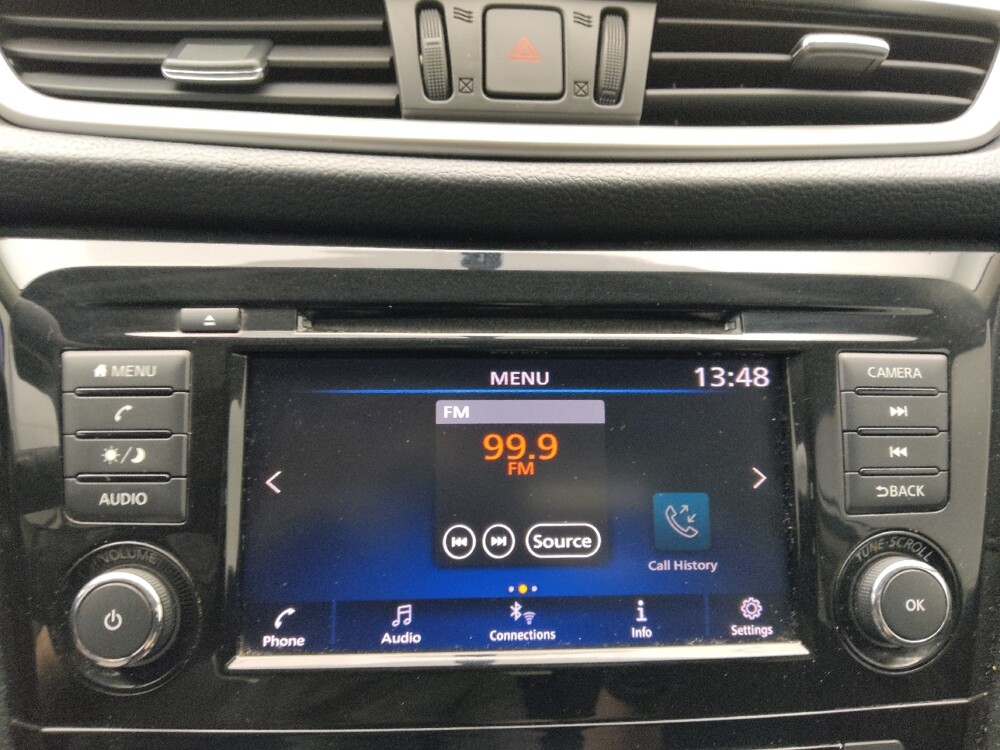 MENU
AUDIO
VOLUME
MENU 13:48
FM
99.9
FM
Source
Call History
Phone Audio Connections Info Settings
CAMERA
BACK
TUNE·SCROLL
OK